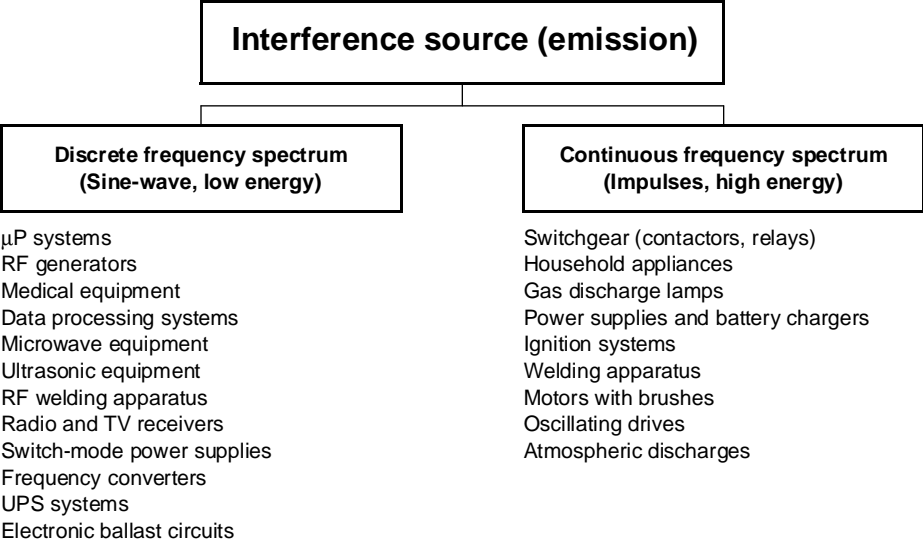 Interference source (emission)
Discrete frequency spectrum
(Sine-wave, low energy)
μP systems
RF generators
Medical equipment
Data processing systems
Microwave equipment
Ultrasonic equipment
RF welding apparatus
Radio and TV receivers
Switch-mode power supplies
Frequency converters
UPS systems
Electronic ballast circuits
Continuous frequency spectrum
(Impulses, high energy)
Switchgear (contactors, relays)
Household appliances
Gas discharge lamps
Power supplies and battery chargers
Ignition systems
Welding apparatus
Motors with brushes
Oscillating drives
Atmospheric discharges